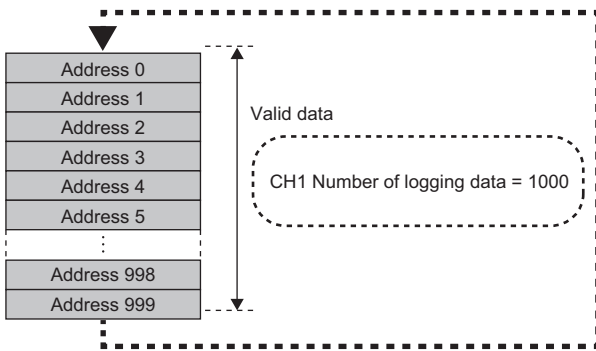 Address 0
Address 1
Address 2
Address 3
Address 4
Address 5
⋮
Address 998
Address 999
Valid data
CH1 Number of logging data = 1000